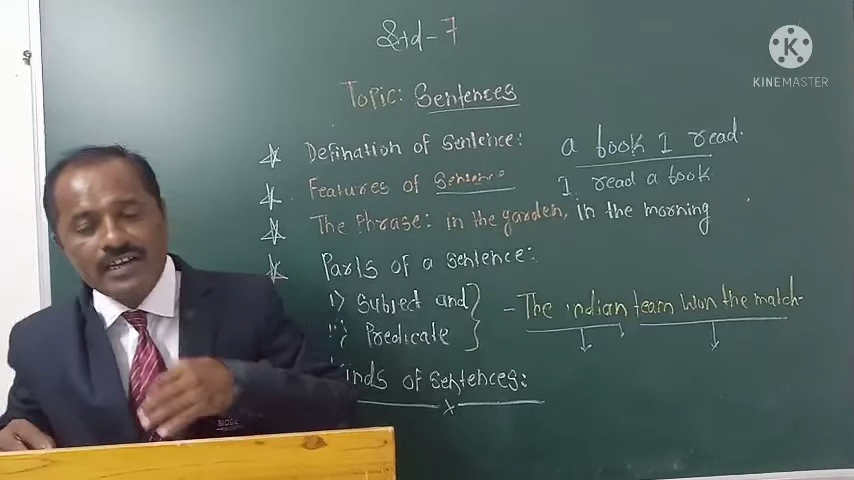 Std - 7
KINEMASTER
Topic: Sentences
Defination of Sentence:
a book I read.
Features of Sentence
I read a book
The Phrase: in the garden, in the morning
Parts of a sentence:
i) Subject and
- The indian team won the match.
ii) Predicate
Kinds of Sentences: